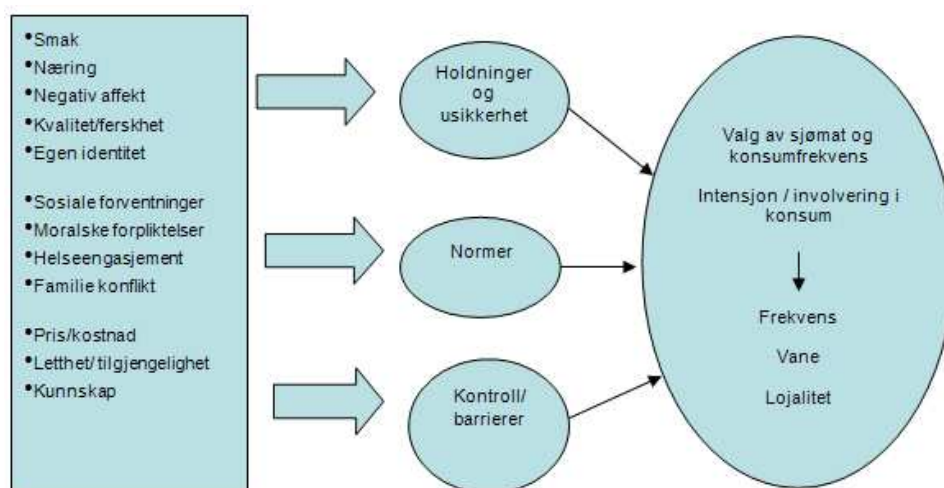 •Smak
•Næring
•Negativ affekt
•Kvalitet/ferskhet
•Egen identitet
•Sosiale forventninger
•Moralske forpliktelser
•Helseengasjement
•Familie konflikt
•Pris/kostnad
•Letthet/ tilgjengelighet
•Kunnskap
Holdninger
og
usikkerhet
Normer
Kontroll/
barrierer
Valg av sjømat og
konsumfrekvens
Intensjon / involvering i
konsum
Frekvens
Vane
Lojalitet